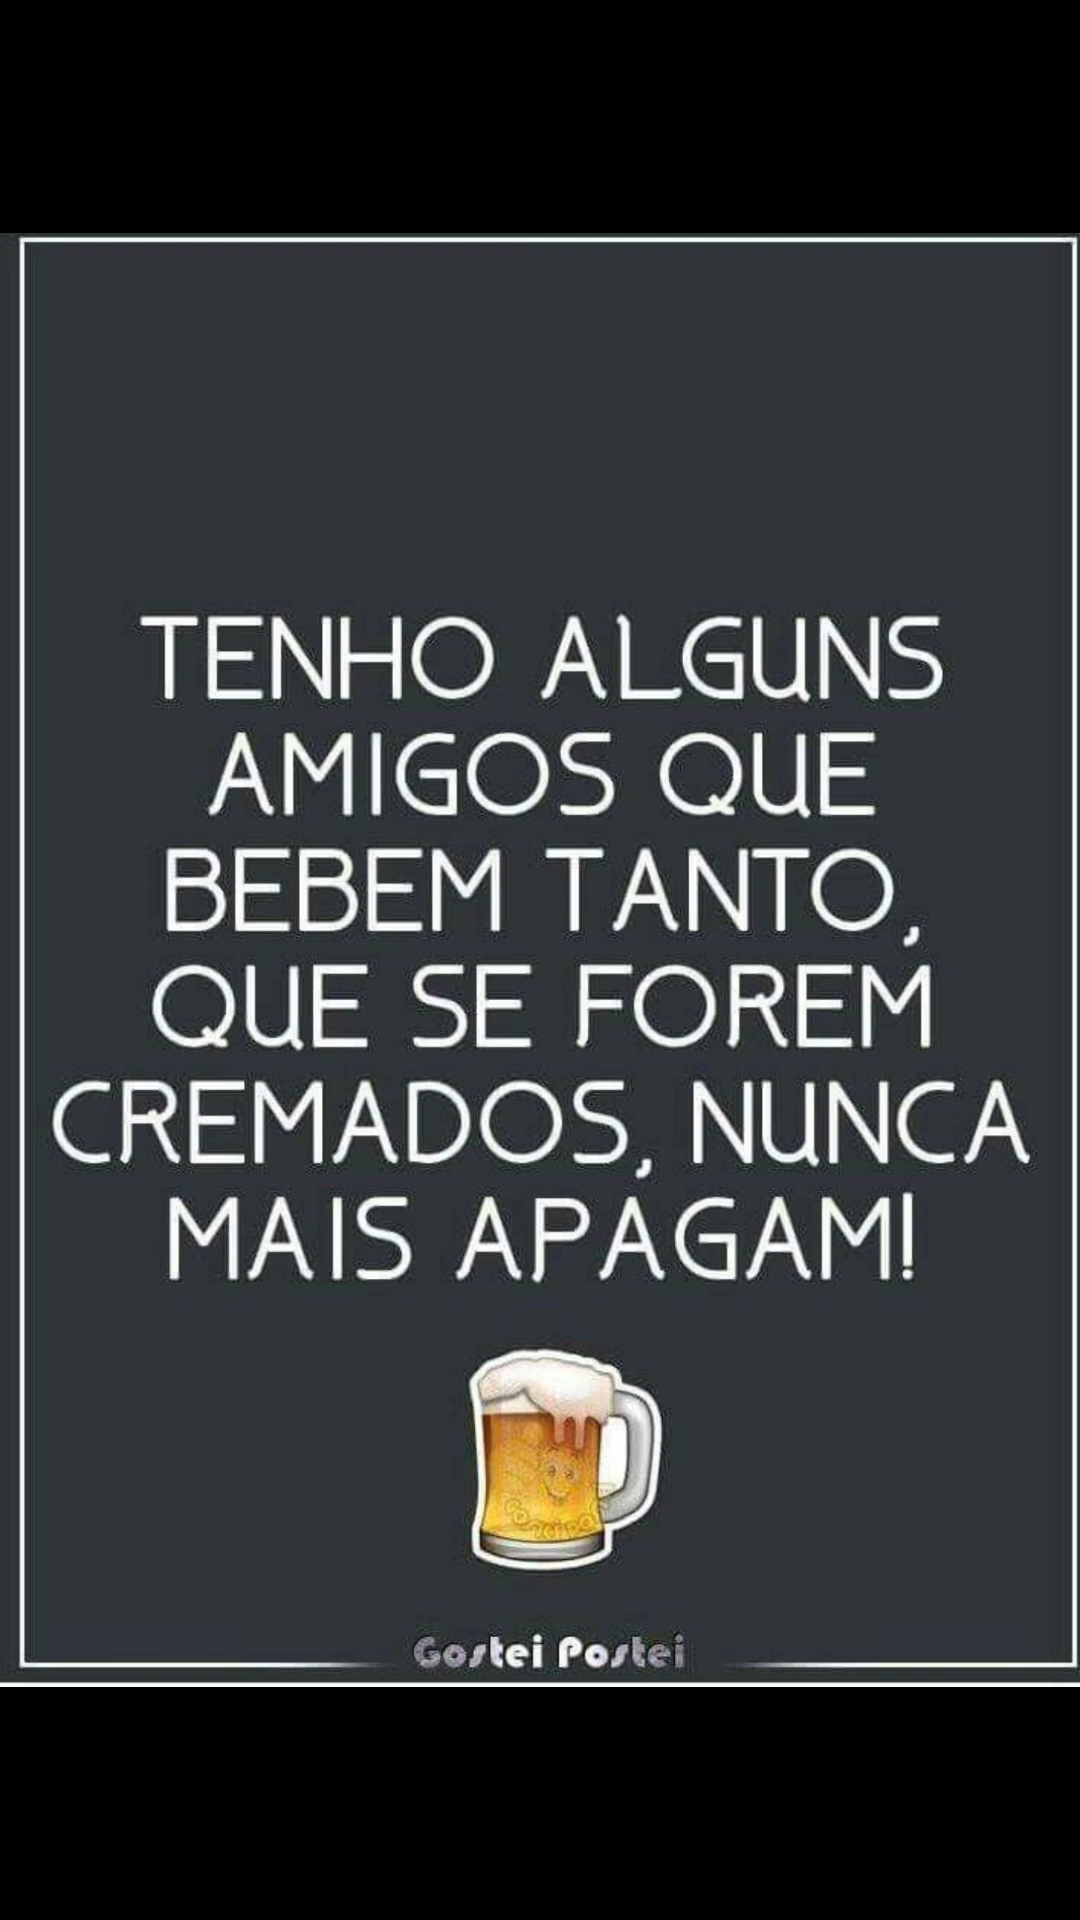 TENHO ALGUNS
AMIGOS QUE
BEBEM TANTO,
QUE SE FOREM
CREMADOS, NUNCA
MAIS APAGAM!
Gostei Postei